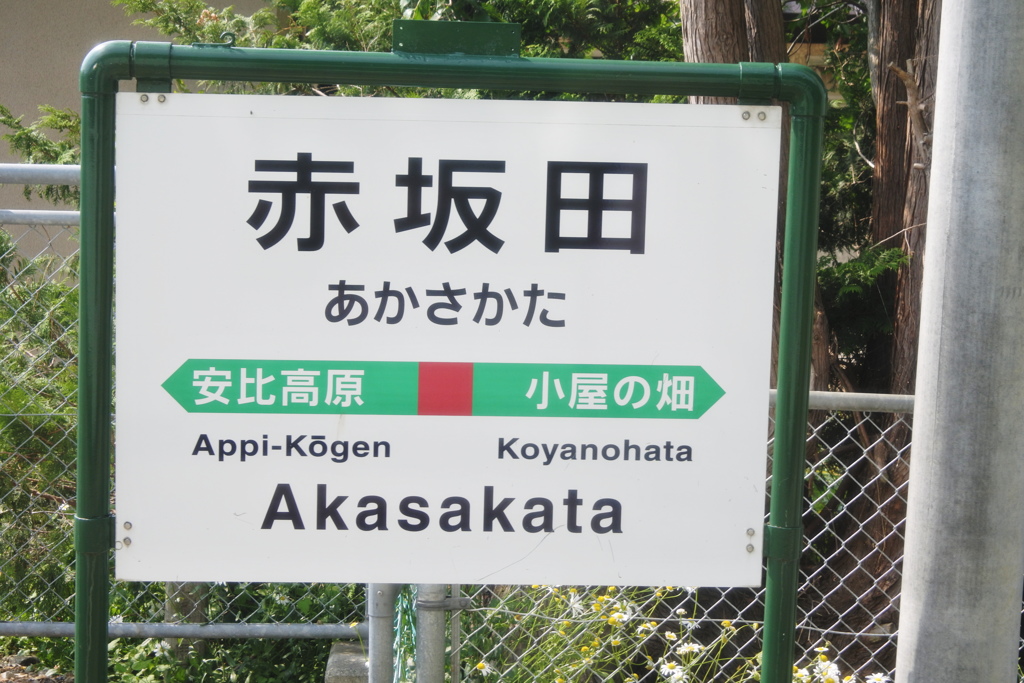 赤坂田
あかさかた
安比高原 小屋の畑
Appi-Kōgen Koyanohata
Akasakata